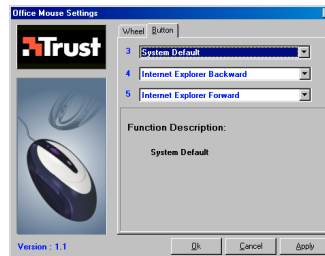 Office Mouse Settings
Trust
Wheel Button
3 System Default
4 Internet Explorer Backward
5 Internet Explorer Forward
Function Description:
System Default
Version : 1.1
Ok Cancel Apply